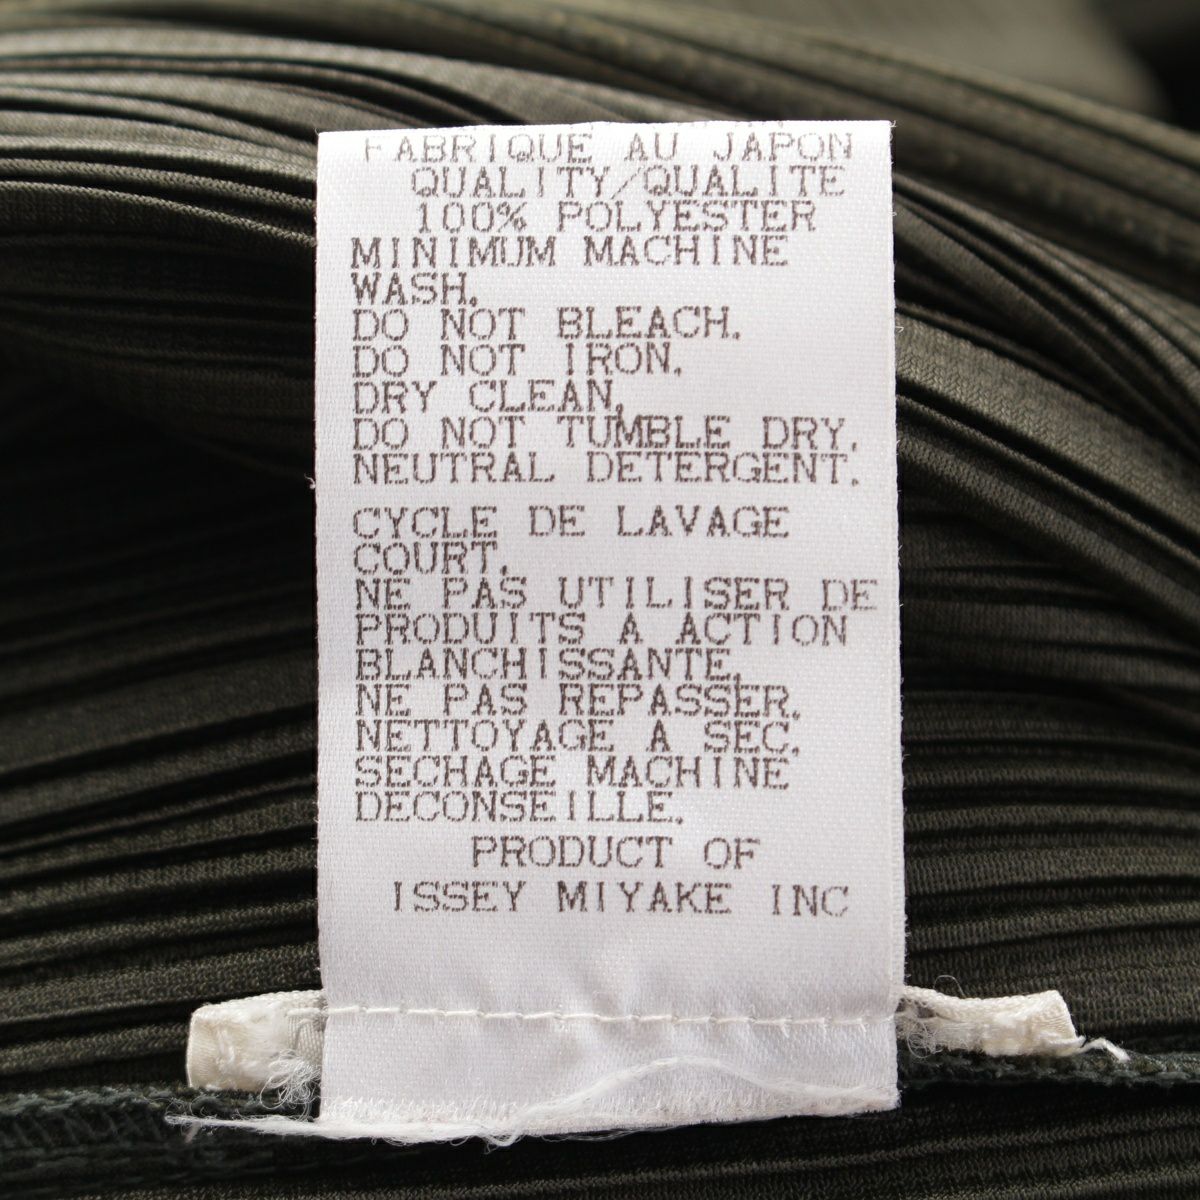 FABRIQUE AU JAPON
QUALITY/QUALITE
100% POLYESTER
MINIMUM MACHINE
WASH.
DO NOT BLEACH.
DO NOT IRON.
DRY CLEAN.
DO NOT TUMBLE DRY.
NEUTRAL DETERGENT.
CYCLE DE LAVAGE
COURT.
NE PAS UTILISER DE
PRODUITS A ACTION
BLANCHISSANTE.
NE PAS REPASSER.
NETTOYAGE A SEC.
SECHAGE MACHINE
DECONSEILLE.
PRODUCT OF
ISSEY MIYAKE INC